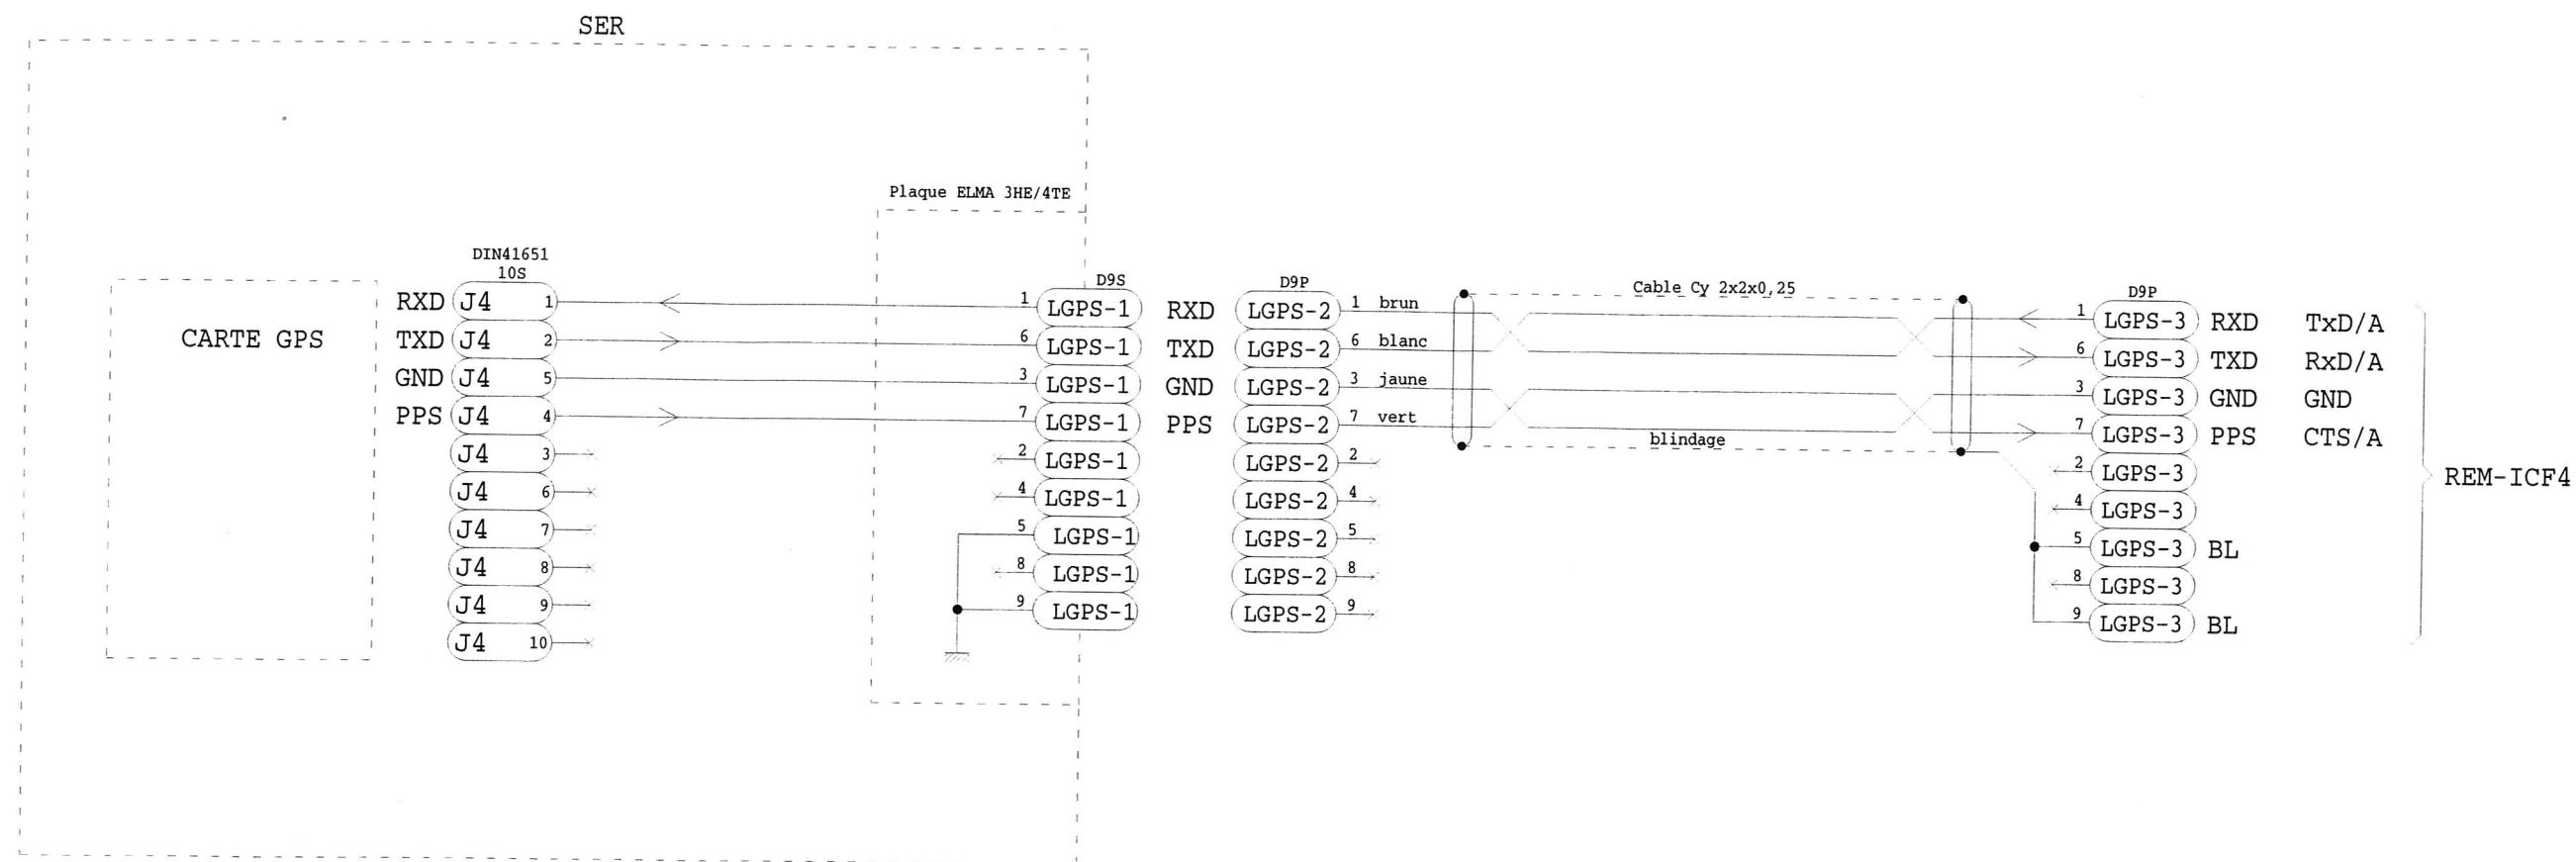 SER
Plaque ELMA 3HE/4TE
CARTE GPS
DIN41651
10S
RXD J4 1
TXD J4 2
GND J4 5
PPS J4 4
J4 3
J4 6
J4 7
J4 8
J4 9
J4 10
D9S
1 LGPS-1 RXD
6 LGPS-1 TXD
3 LGPS-1 GND
7 LGPS-1 PPS
2 LGPS-1
4 LGPS-1
5 LGPS-1
8 LGPS-1
9 LGPS-1
D9P
LGPS-2 1 brun
LGPS-2 6 blanc
LGPS-2 3 jaune
LGPS-2 7 vert
LGPS-2 2
LGPS-2 4
LGPS-2 5
LGPS-2 8
LGPS-2 9
Cable Cy 2x2x0,25
blindage
D9P
1 LGPS-3 RXD TxD/A
6 LGPS-3 TXD RxD/A
3 LGPS-3 GND GND
7 LGPS-3 PPS CTS/A
2 LGPS-3
4 LGPS-3
5 LGPS-3 BL
8 LGPS-3
9 LGPS-3 BL
REM-ICF4